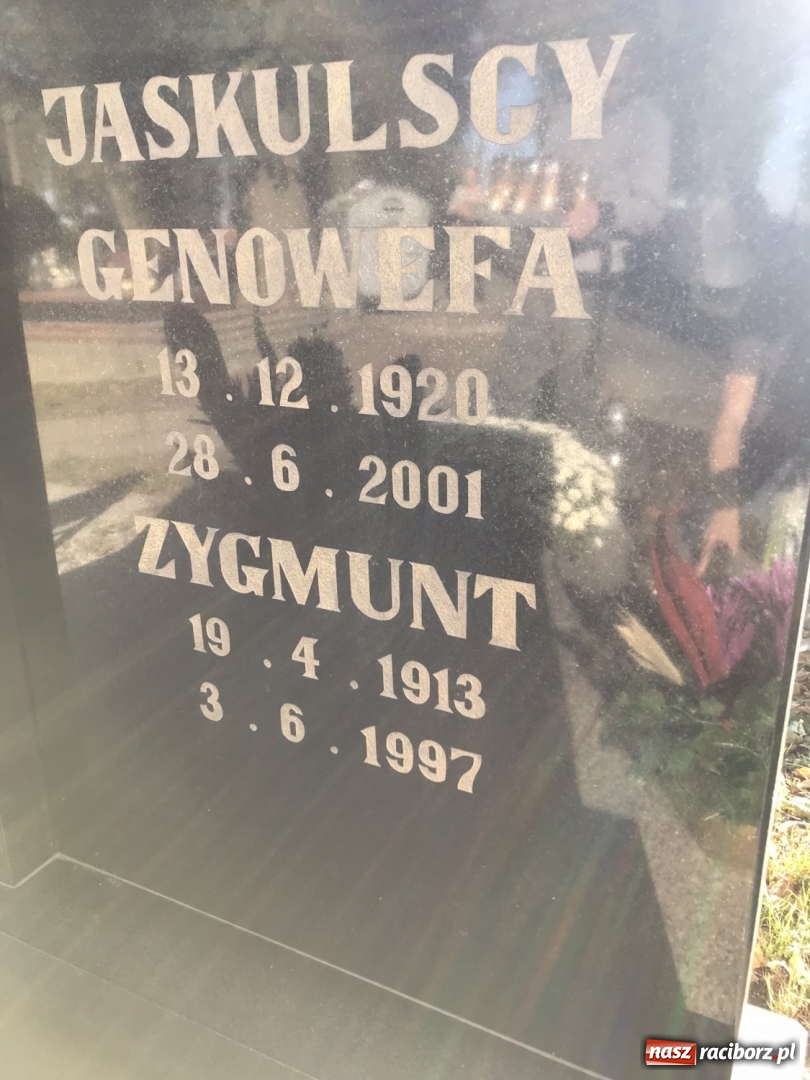 JASKULSCY
GENOWEFA
13 . 12 . 1920
28 . 6 . 2001
ZYGMUNT
19 . 4 . 1913
3 . 6 . 1997
nasz raciborz.pl